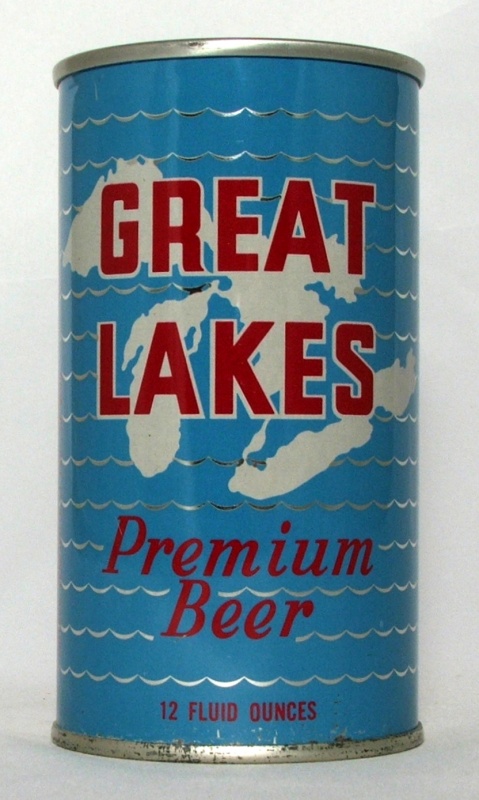 GREAT
LAKES
Premium
Beer
12 FLUID OUNCES